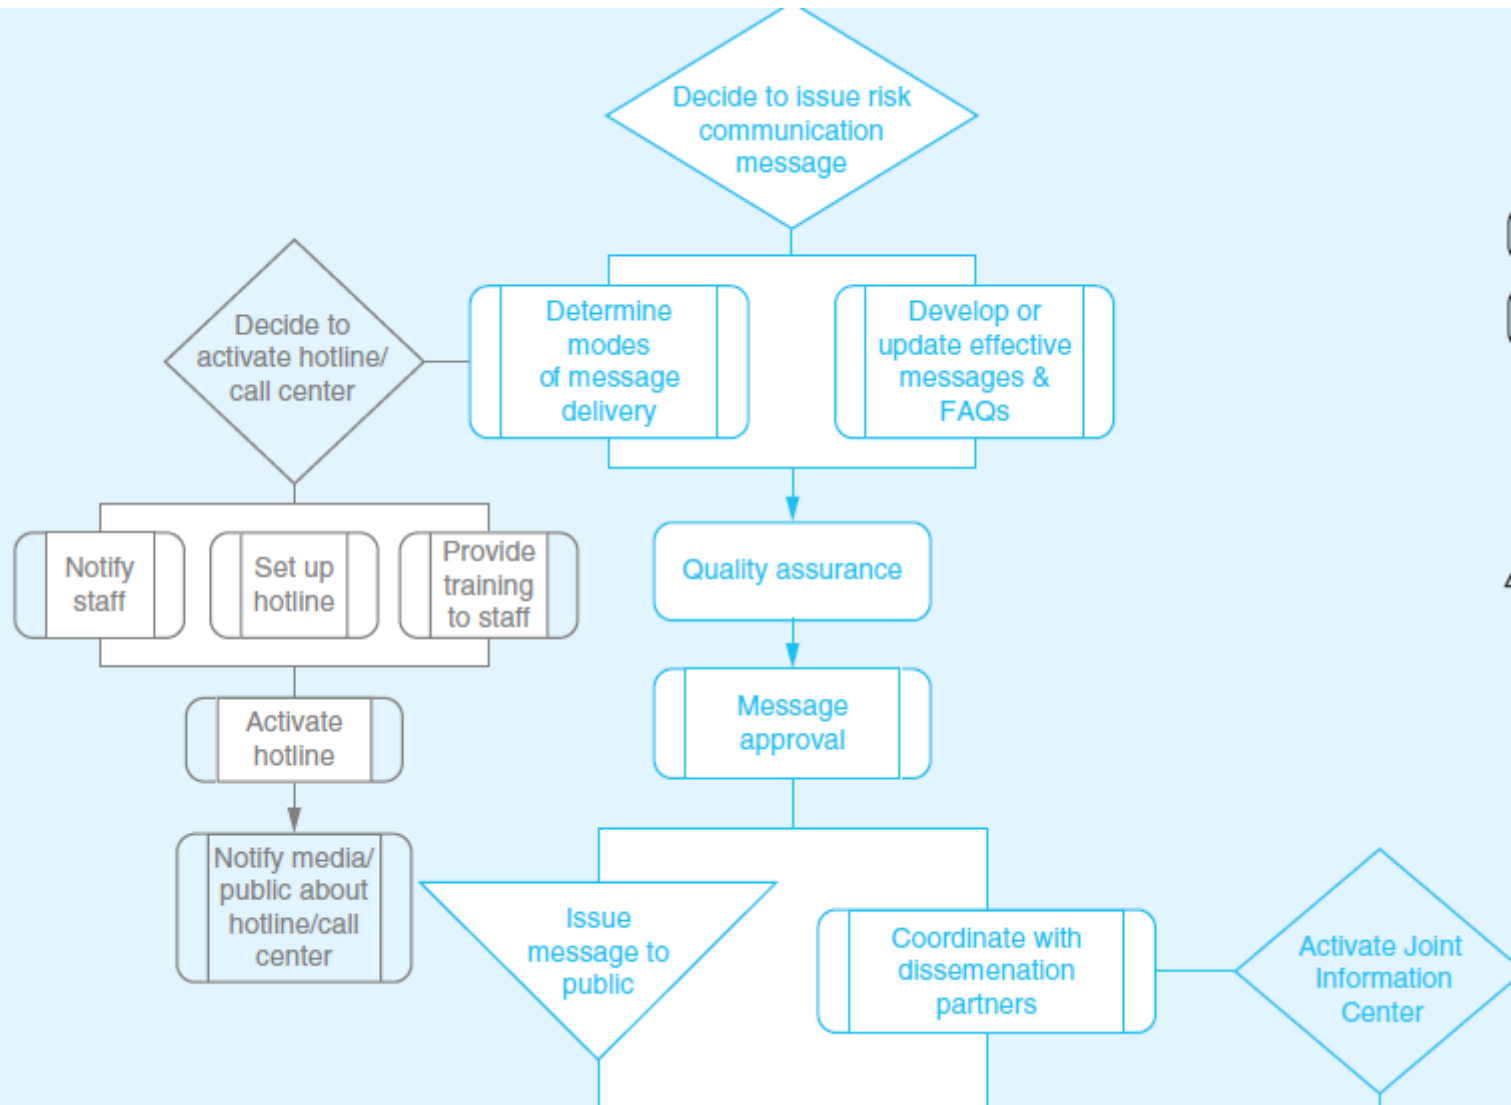 Decide to issue risk
communication
message
Decide to
activate hotline/
call center
Determine
modes
of message
delivery
Develop or
update effective
messages &
FAQs
Notify
staff
Set up
hotline
Provide
training
to staff
Quality assurance
Activate
hotline
Message
approval
Notify media/
public about
hotline/call
center
Issue
message to
public
Coordinate with
dissemenation
partners
Activate Joint
Information
Center